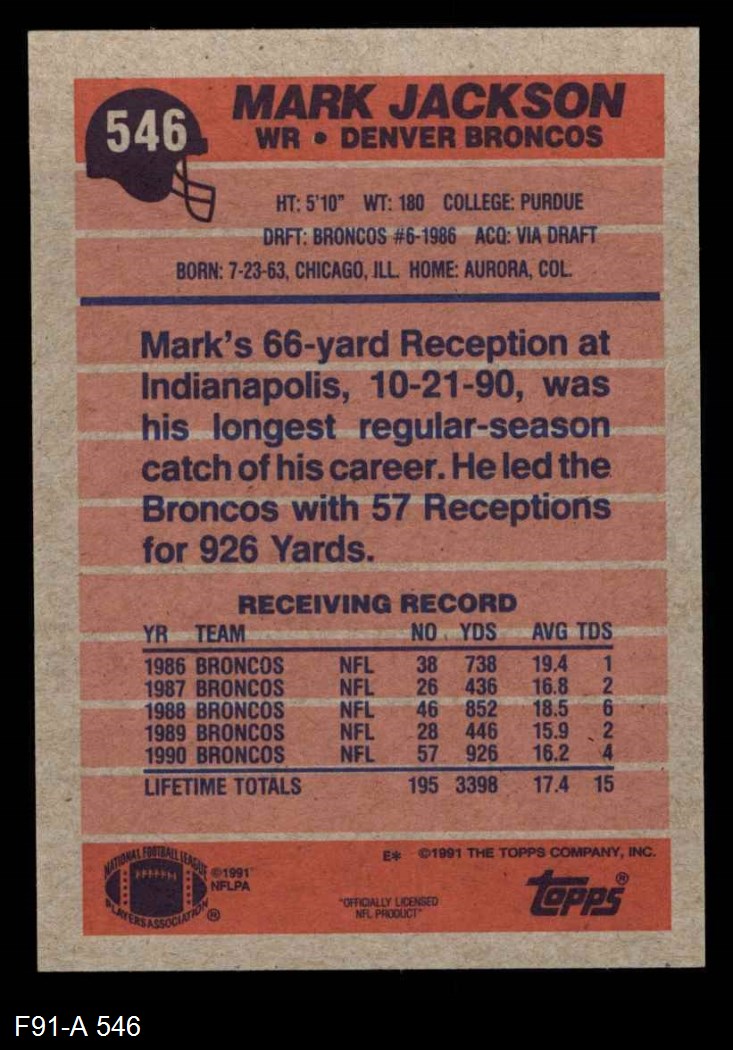 546
MARK JACKSON
WR • DENVER BRONCOS
HT: 5'10" WT: 180 COLLEGE: PURDUE
DRFT: BRONCOS #6-1986 ACQ: VIA DRAFT
BORN: 7-23-63, CHICAGO, ILL. HOME: AURORA, COL.
Mark's 66-yard Reception at
Indianapolis, 10-21-90, was
his longest regular-season
catch of his career. He led the
Broncos with 57 Receptions
for 926 Yards.
RECEIVING RECORD
YR TEAM NO. YDS AVG TDS
1986 BRONCOS NFL 38 738 19.4 1
1987 BRONCOS NFL 26 436 16.8 2
1988 BRONCOS NFL 46 852 18.5 6
1989 BRONCOS NFL 28 446 15.9 2
1990 BRONCOS NFL 57 926 16.2 4
LIFETIME TOTALS 195 3398 17.4 15
E* ©1991 THE TOPPS COMPANY, INC.
NATIONAL FOOTBALL LEAGUE
PLAYERS ASSOCIATION ®
©1991
NFLPA
"OFFICIALLY LICENSED
NFL PRODUCT"
topps®
F91-A 546